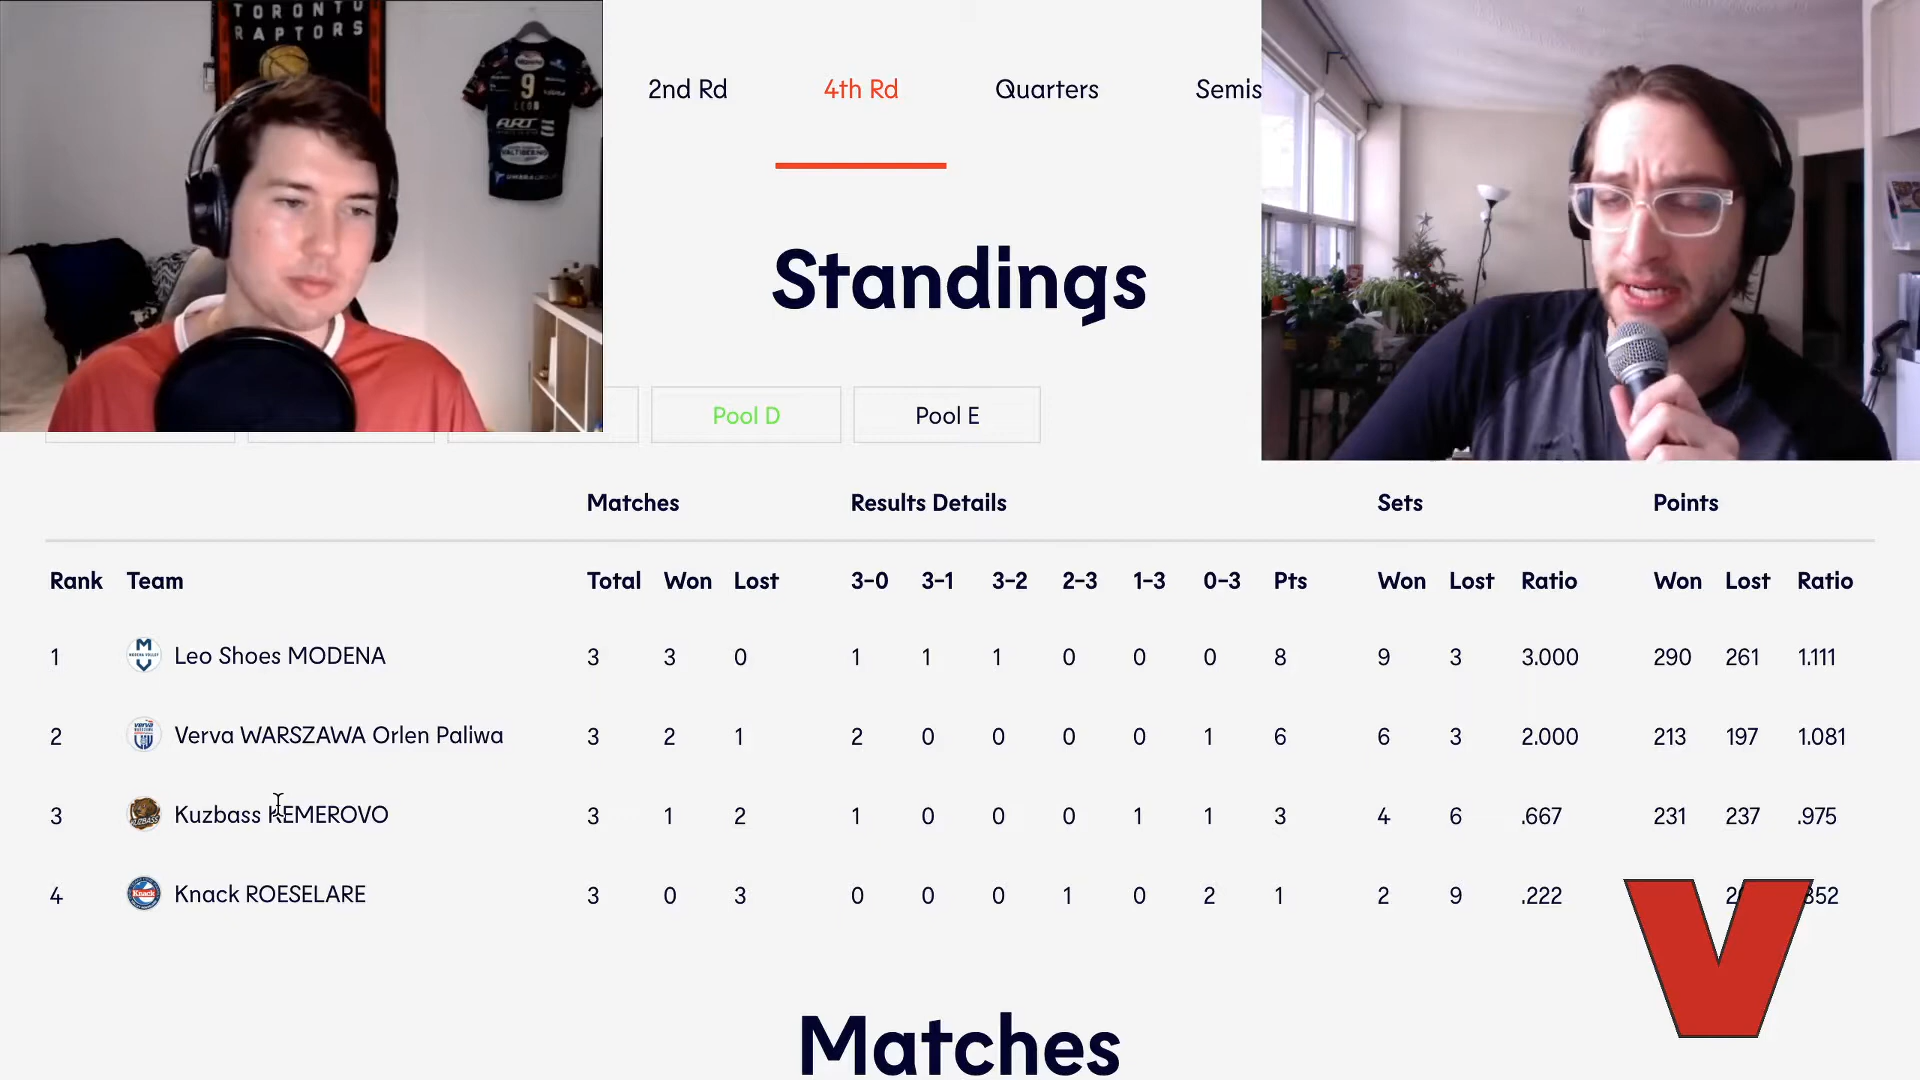 TORONTO
RAPTORS
9
LEON
ART
VALTIBERINO
2nd Rd
4th Rd
Quarters
Semis
Standings
Pool D
Pool E
Matches Results Details Sets Points
Rank Team Total Won Lost 3-0 3-1 3-2 2-3 1-3 0-3 Pts Won Lost Ratio Won Lost Ratio
1 Leo Shoes MODENA 3 3 0 1 1 1 0 0 0 8 9 3 3.000 290 261 1.111
2 Verva WARSZAWA Orlen Paliwa 3 2 1 2 0 0 0 0 1 6 6 3 2.000 213 197 1.081
3 Kuzbass KEMEROVO 3 1 2 1 0 0 0 1 1 3 4 6 .667 231 237 .975
4 Knack ROESELARE 3 0 3 0 0 0 1 0 2 1 2 9 .222
V
Matches